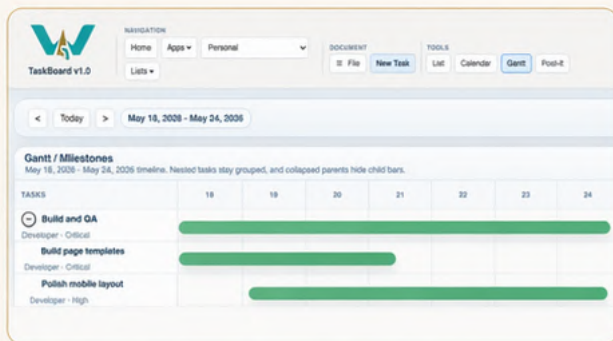 NAVIGATION
Home Apps ▾ Personal
Lists ▾
DOCUMENT
≡ File New Task
TOOLS
List Calendar Gantt Post-it
TaskBoard v1.0
< Today > May 18, 2026 - May 24, 2026
Gantt / Milestones
May 18, 2026 - May 24, 2026 timeline. Nested tasks stay grouped, and collapsed parents hide child bars.
TASKS 18 19 20 21 22 23 24
Build and QA
Developer · Critical
Build page templates
Developer · Critical
Polish mobile layout
Developer · High